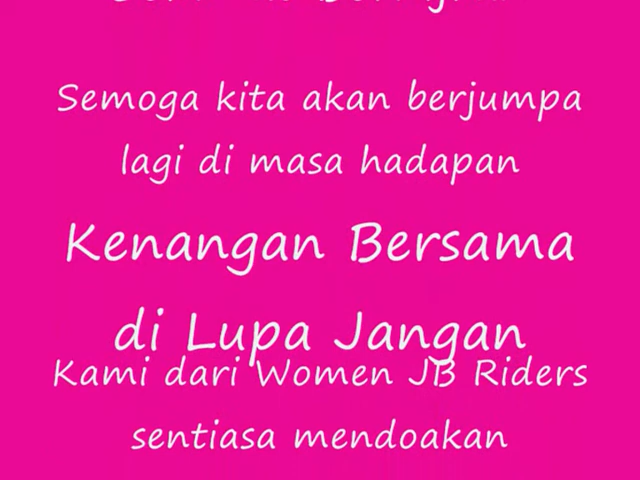 Semoga kita akan berjumpa
lagi di masa hadapan
Kenangan Bersama
di Lupa Jangan
Kami dari Women JB Riders
sentiasa mendoakan